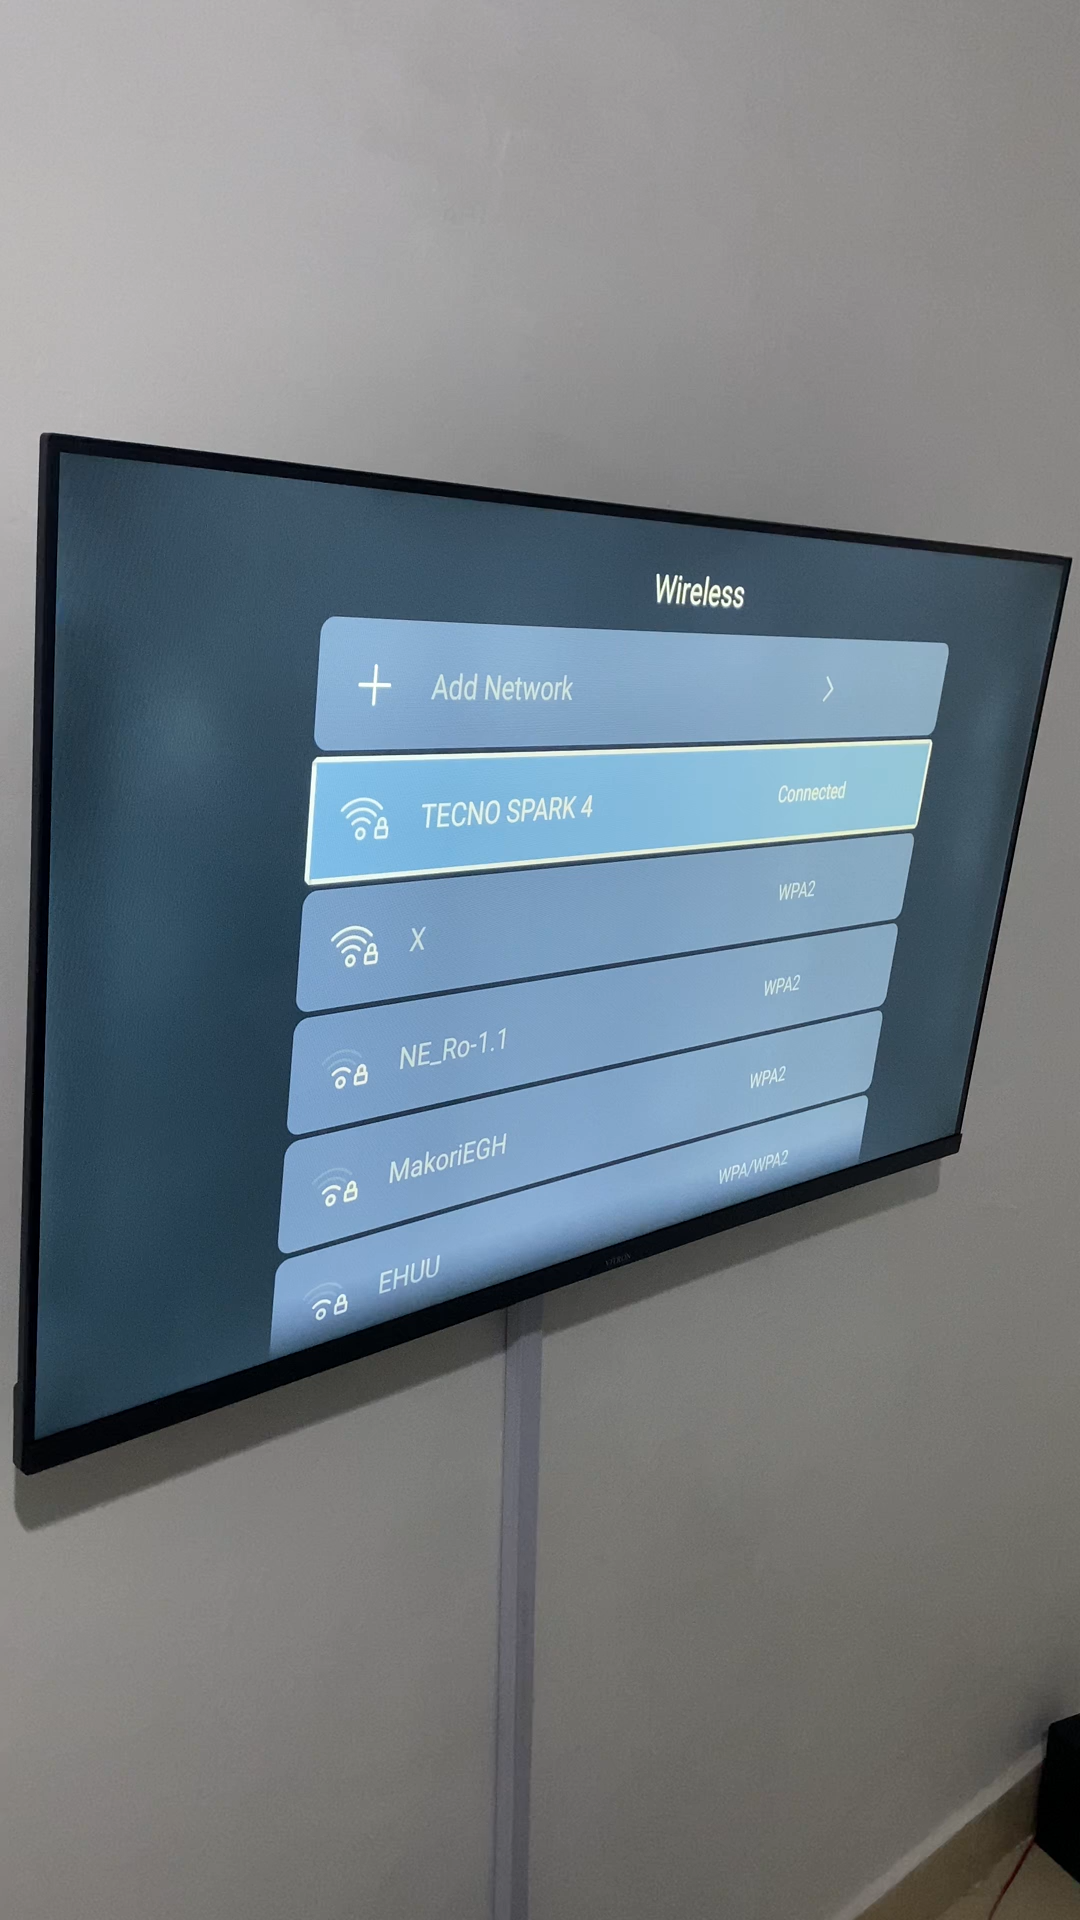 Wireless
Add Network
TECNO SPARK 4 Connected
X WPA2
NE_Ro-1.1 WPA2
MakoriEGH WPA2
EHUU WPA/WPA2